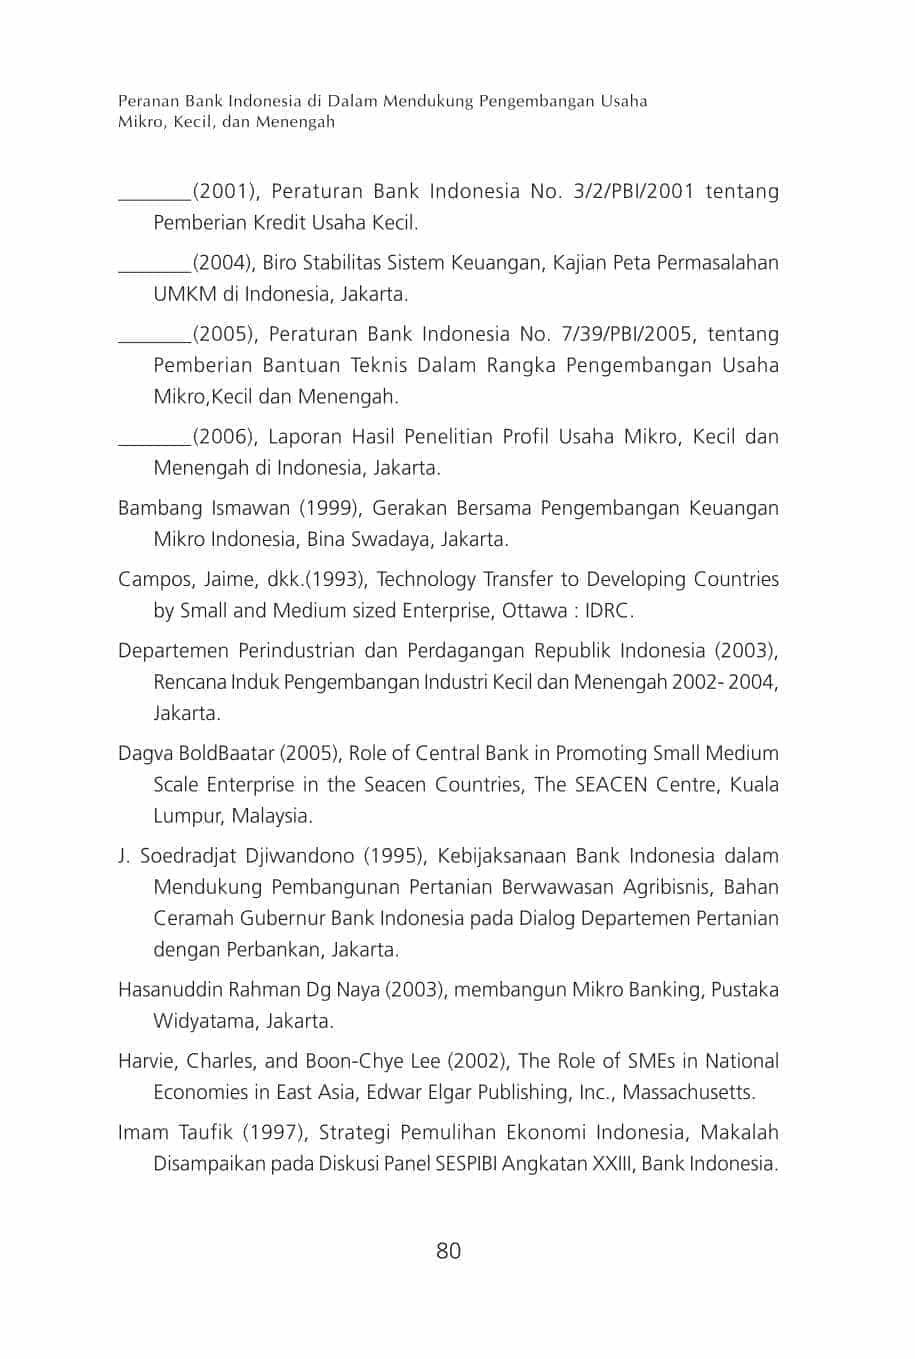 Peranan Bank Indonesia di Dalam Mendukung Pengembangan Usaha
Mikro, Kecil, dan Menengah
_______(2001), Peraturan Bank Indonesia No. 3/2/PBI/2001 tentang
Pemberian Kredit Usaha Kecil.
_______(2004), Biro Stabilitas Sistem Keuangan, Kajian Peta Permasalahan
UMKM di Indonesia, Jakarta.
_______(2005), Peraturan Bank Indonesia No. 7/39/PBI/2005, tentang
Pemberian Bantuan Teknis Dalam Rangka Pengembangan Usaha
Mikro,Kecil dan Menengah.
_______(2006), Laporan Hasil Penelitian Profil Usaha Mikro, Kecil dan
Menengah di Indonesia, Jakarta.
Bambang Ismawan (1999), Gerakan Bersama Pengembangan Keuangan
Mikro Indonesia, Bina Swadaya, Jakarta.
Campos, Jaime, dkk.(1993), Technology Transfer to Developing Countries
by Small and Medium sized Enterprise, Ottawa : IDRC.
Departemen Perindustrian dan Perdagangan Republik Indonesia (2003),
Rencana Induk Pengembangan Industri Kecil dan Menengah 2002- 2004,
Jakarta.
Dagva BoldBaatar (2005), Role of Central Bank in Promoting Small Medium
Scale Enterprise in the Seacen Countries, The SEACEN Centre, Kuala
Lumpur, Malaysia.
J. Soedradjat Djiwandono (1995), Kebijaksanaan Bank Indonesia dalam
Mendukung Pembangunan Pertanian Berwawasan Agribisnis, Bahan
Ceramah Gubernur Bank Indonesia pada Dialog Departemen Pertanian
dengan Perbankan, Jakarta.
Hasanuddin Rahman Dg Naya (2003), membangun Mikro Banking, Pustaka
Widyatama, Jakarta.
Harvie, Charles, and Boon-Chye Lee (2002), The Role of SMEs in National
Economies in East Asia, Edwar Elgar Publishing, Inc., Massachusetts.
Imam Taufik (1997), Strategi Pemulihan Ekonomi Indonesia, Makalah
Disampaikan pada Diskusi Panel SESPIBI Angkatan XXIII, Bank Indonesia.
80